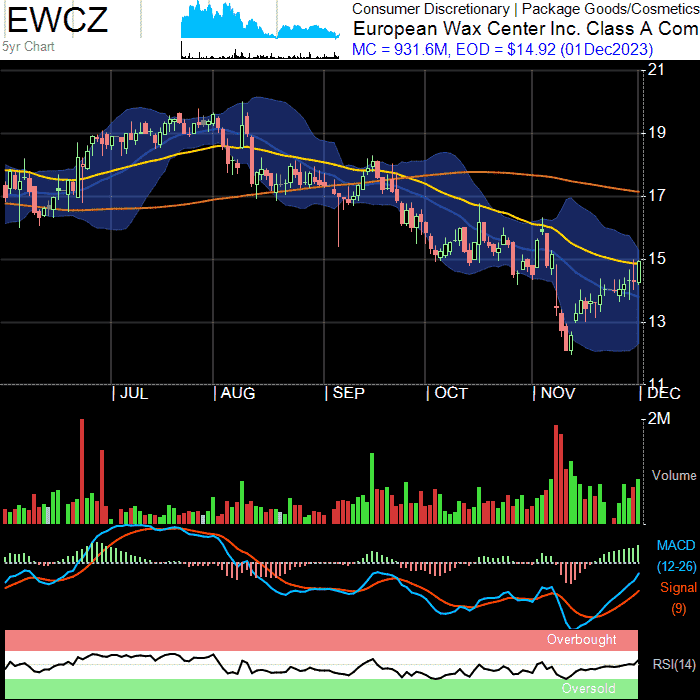 EWCZ
5yr Chart
Consumer Discretionary | Package Goods/Cosmetics
European Wax Center Inc. Class A Com
MC = 931.6M, EOD = $14.92 (01Dec2023)
21
19
17
15
13
11
| JUL | AUG | SEP | OCT | NOV | DEC
2M
Volume
MACD
(12-26)
Signal
(9)
Overbought
RSI(14)
Oversold